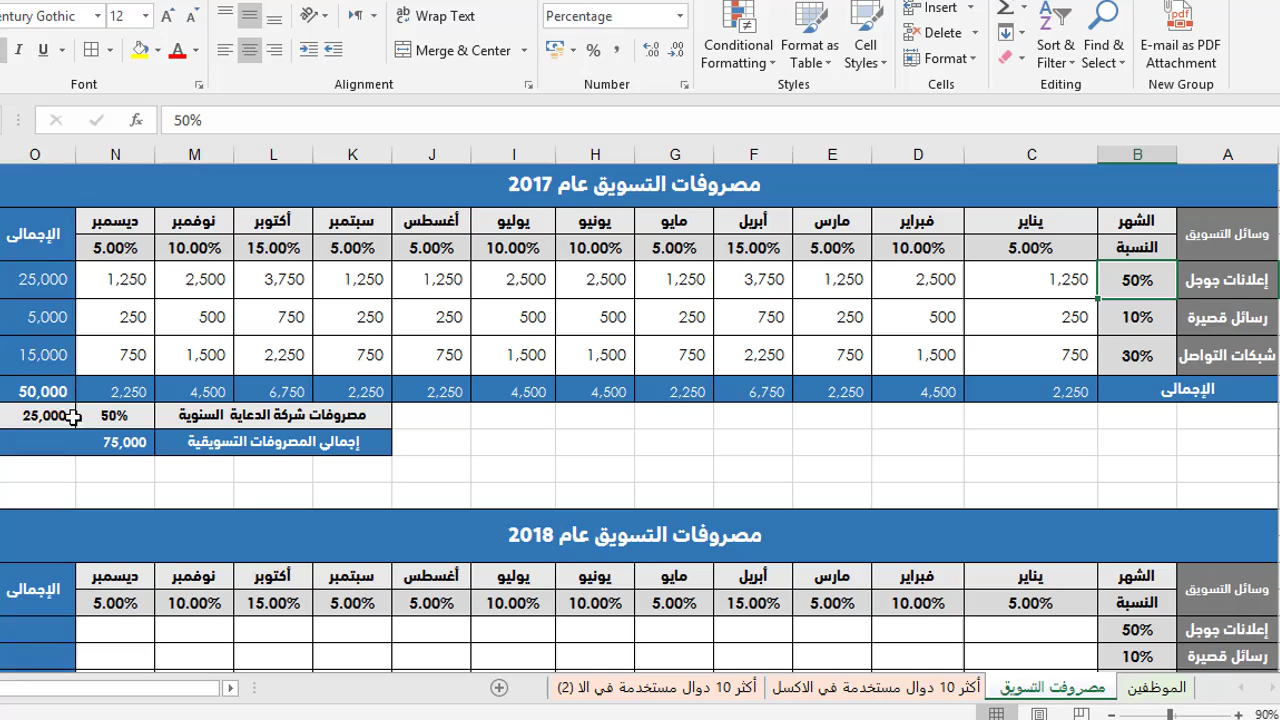 entury Gothic 12 A A Wrap Text Percentage Insert
I U A Merge & Center % , .00 .00 Conditional Formatting Format as Table Cell Styles Delete Format Sort & Filter Find & Select E-mail as PDF Attachment
Font Alignment Number Styles Cells Editing New Group
fx 50%
O N M L K J I H G F E D C B A
مصروفات التسويق عام 2017
وسائل التسويق الشهر يناير فبراير مارس أبريل مايو يونيو يوليو أغسطس سبتمبر أكتوبر نوفمبر ديسمبر الإجمالى
النسبة 5.00% 10.00% 5.00% 15.00% 5.00% 10.00% 10.00% 5.00% 5.00% 15.00% 10.00% 5.00%
إعلانات جوجل 50% 1,250 2,500 1,250 3,750 1,250 2,500 2,500 1,250 1,250 3,750 2,500 1,250 25,000
رسائل قصيرة 10% 250 500 250 750 250 500 500 250 250 750 500 250 5,000
شبكات التواصل 30% 750 1,500 750 2,250 750 1,500 1,500 750 750 2,250 1,500 750 15,000
الإجمالي 2,250 4,500 2,250 6,750 2,250 4,500 4,500 2,250 2,250 6,750 4,500 2,250 50,000
مصروفات شركة الدعاية السنوية 50% 25,000
إجمالي المصروفات التسويقية 75,000
مصروفات التسويق عام 2018
وسائل التسويق الشهر يناير فبراير مارس أبريل مايو يونيو يوليو أغسطس سبتمبر أكتوبر نوفمبر ديسمبر الإجمالى
النسبة 5.00% 10.00% 5.00% 15.00% 5.00% 10.00% 10.00% 5.00% 5.00% 15.00% 10.00% 5.00%
إعلانات جوجل 50%
رسائل قصيرة 10%
الموظفين مصروفات التسويق أكثر 10 دوال مستخدمة في الاكسل أكثر 10 دوال مستخدمة في الا (2)
90%